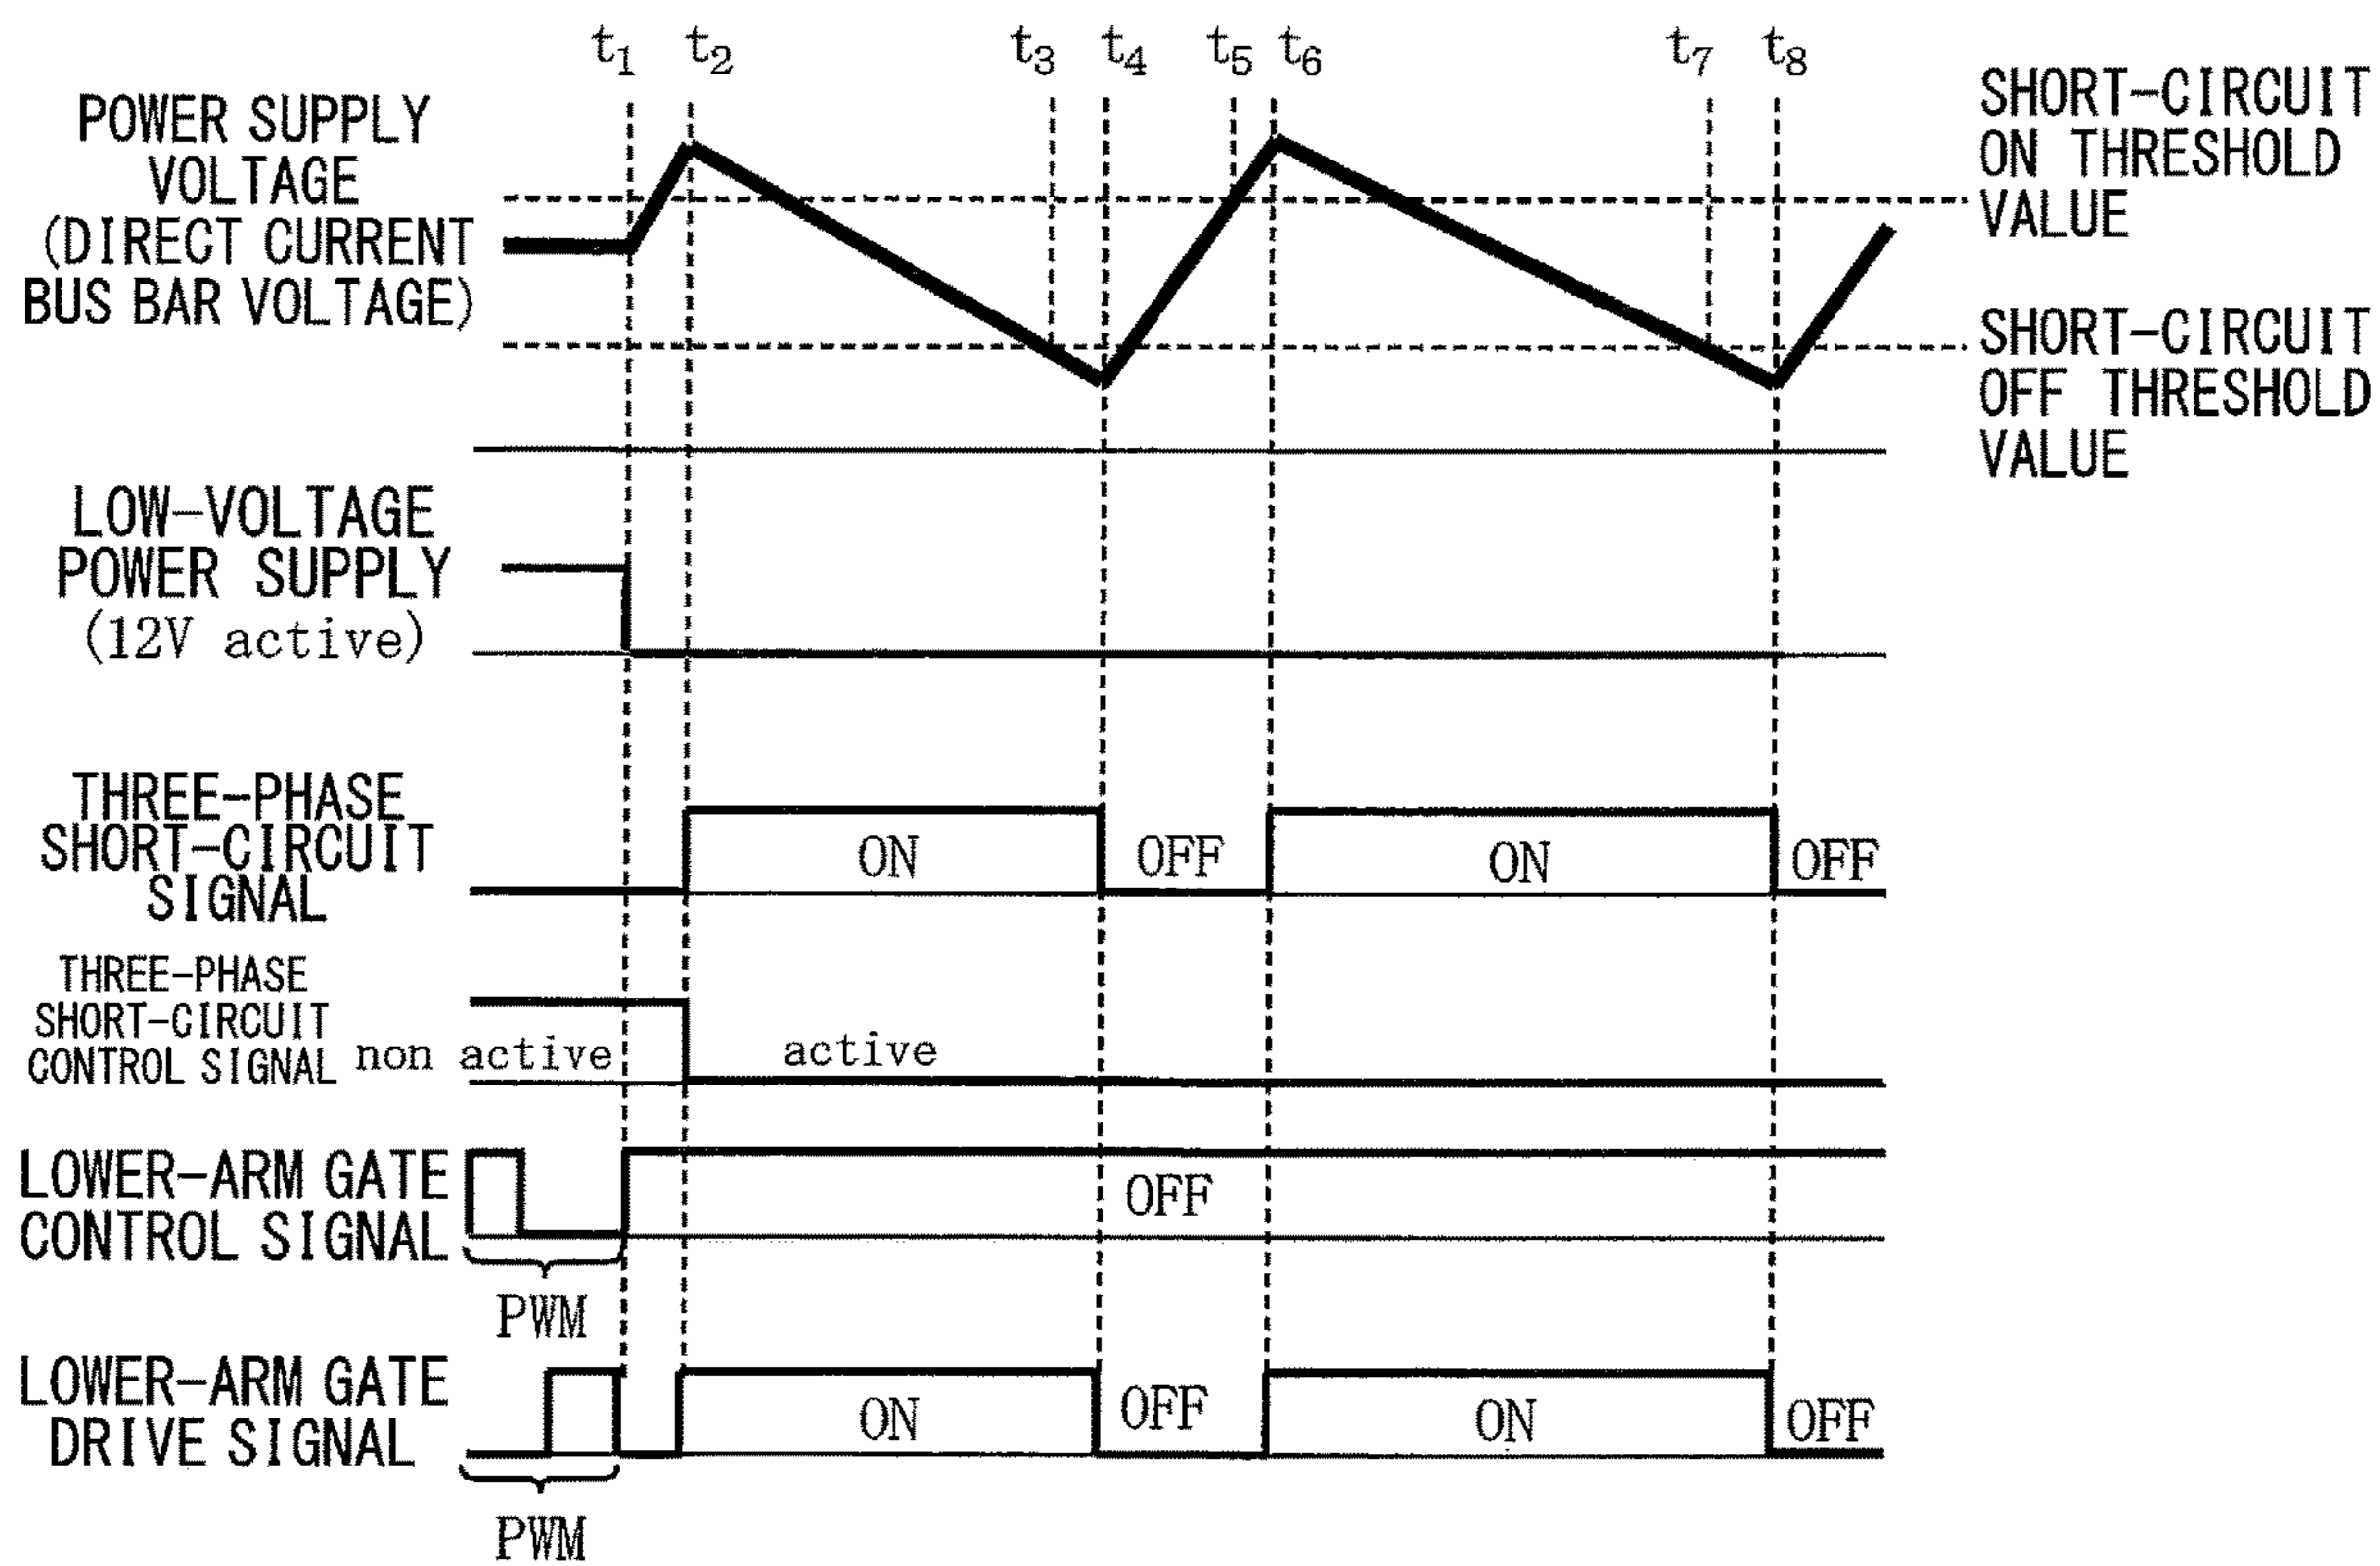 t1 t2 t3 t4 t5 t6 t7 t8
POWER SUPPLY
VOLTAGE
(DIRECT CURRENT
BUS BAR VOLTAGE)
SHORT-CIRCUIT
ON THRESHOLD
VALUE
SHORT-CIRCUIT
OFF THRESHOLD
VALUE
LOW-VOLTAGE
POWER SUPPLY
(12V active)
THREE-PHASE
SHORT-CIRCUIT
SIGNAL
ON OFF ON OFF
THREE-PHASE
SHORT-CIRCUIT
CONTROL SIGNAL
non active active
LOWER-ARM GATE
CONTROL SIGNAL
OFF
PWM
LOWER-ARM GATE
DRIVE SIGNAL
ON OFF ON OFF
PWM